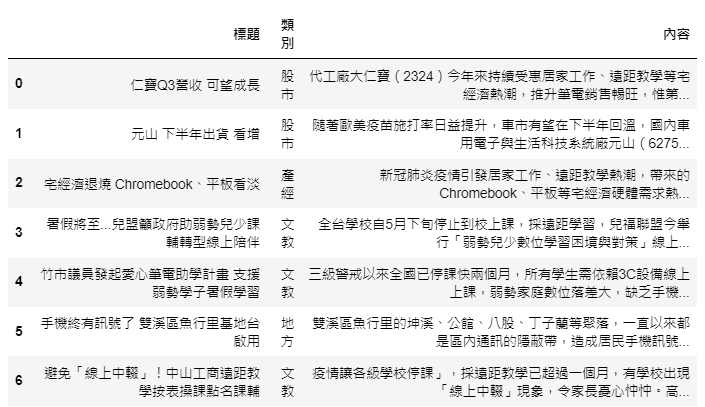 標題 類別 內容
0 仁寶Q3營收 可望成長 股市 代工廠大仁寶（2324）今年來持續受惠居家工作、遠距教學等宅
經濟熱潮，推升筆電銷售暢旺，惟第...
1 元山 下半年出貨 看增 股市 隨著歐美疫苗施打率日益提升，車市有望在下半年回溫，國內車
用電子與生活科技系統廠元山（6275...
2 宅經濟退燒 Chromebook、平板看淡 產經 新冠肺炎疫情引發居家工作、遠距教學熱潮，帶來的
Chromebook、平板等宅經濟硬體需求熱...
3 暑假將至...兒盟籲政府助弱勢兒少課
輔轉型線上陪伴 文教 全台學校自5月下旬停止到校上課，採遠距學習，兒福聯盟今舉
行「弱勢兒少數位學習困境與對策」線上...
4 竹市議員發起愛心筆電助學計畫 支援
弱勢學子暑假學習 文教 三級警戒以來全國已停課快兩個月，所有學生需依賴3C設備線上
上課，弱勢家庭數位落差大，缺乏手機...
5 手機終有訊號了 雙溪區魚行里基地台
啟用 地方 雙溪區魚行里的坤溪、公館、八股、丁子蘭等聚落，一直以來都
是區內通訊的隱蔽帶，造成居民手機訊號...
6 避免「線上中輟」！中山工商遠距教
學按表操課點名課輔 文教 疫情讓各級學校停課」，採遠距教學已超過一個月，有學校出現
「線上中輟」現象，令家長憂心忡忡。高...